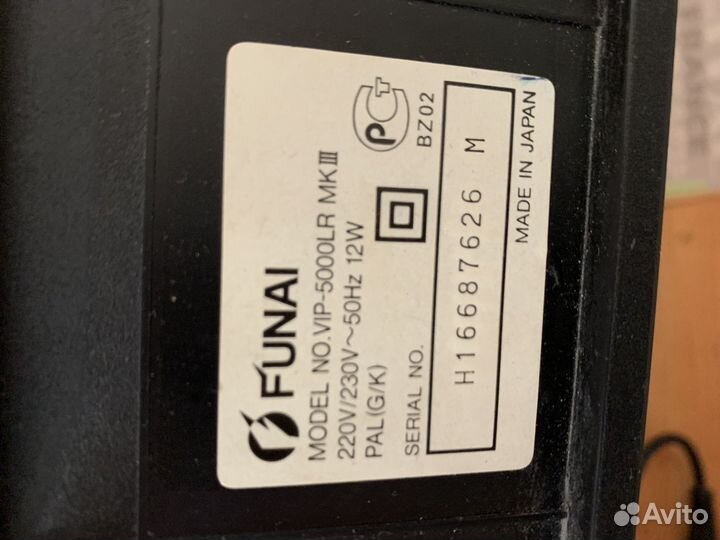 FUNAI
MODEL NO.VIP-5000LR MKⅢ
220V/230V～50Hz 12W
PAL(G/K)
РСТ
BZ02
SERIAL NO.
H16687626 M
MADE IN JAPAN
Avito